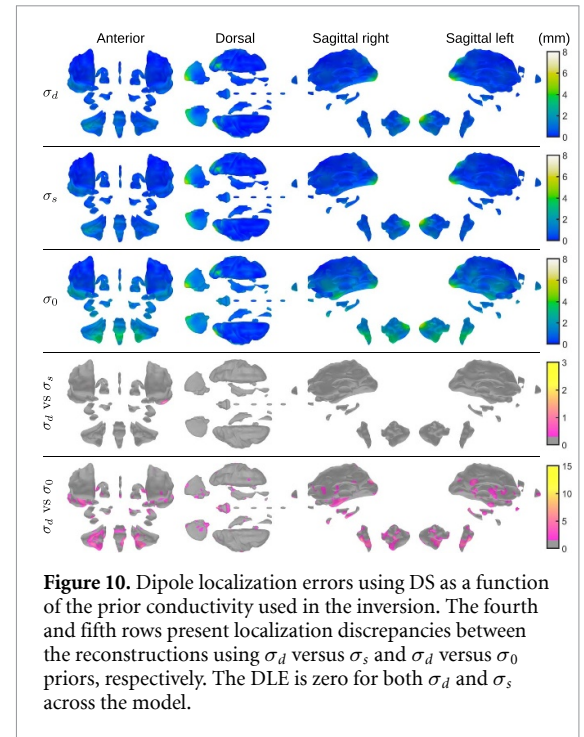 Anterior Dorsal Sagittal right Sagittal left (mm)
σd
8
6
4
2
0
σs
8
6
4
2
0
σ0
8
6
4
2
0
σd vs σs
3
2
1
0
σd vs σ0
15
10
5
0
Figure 10. Dipole localization errors using DS as a function
of the prior conductivity used in the inversion. The fourth
and fifth rows present localization discrepancies between
the reconstructions using σd versus σs and σd versus σ0
priors, respectively. The DLE is zero for both σd and σs
across the model.